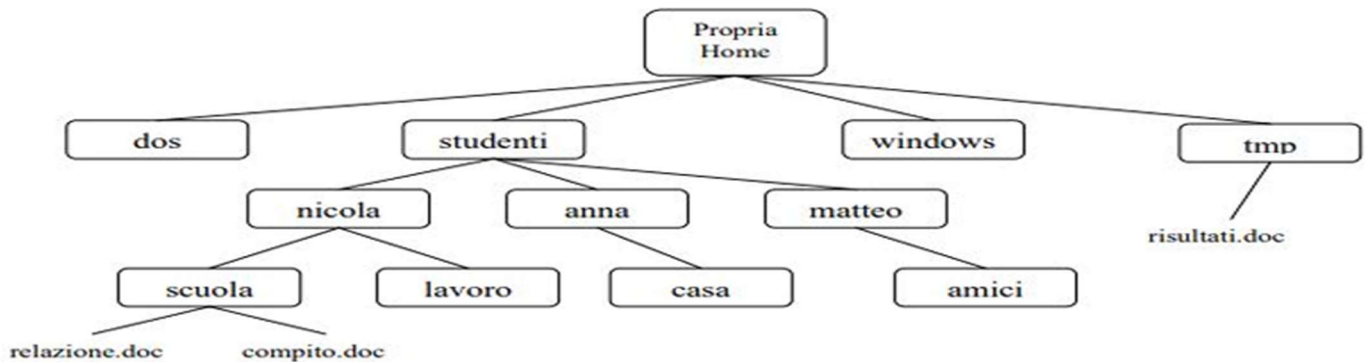 Propria
Home
dos
studenti
windows
tmp
nicola
anna
matteo
risultati.doc
scuola
lavoro
casa
amici
relazione.doc
compito.doc